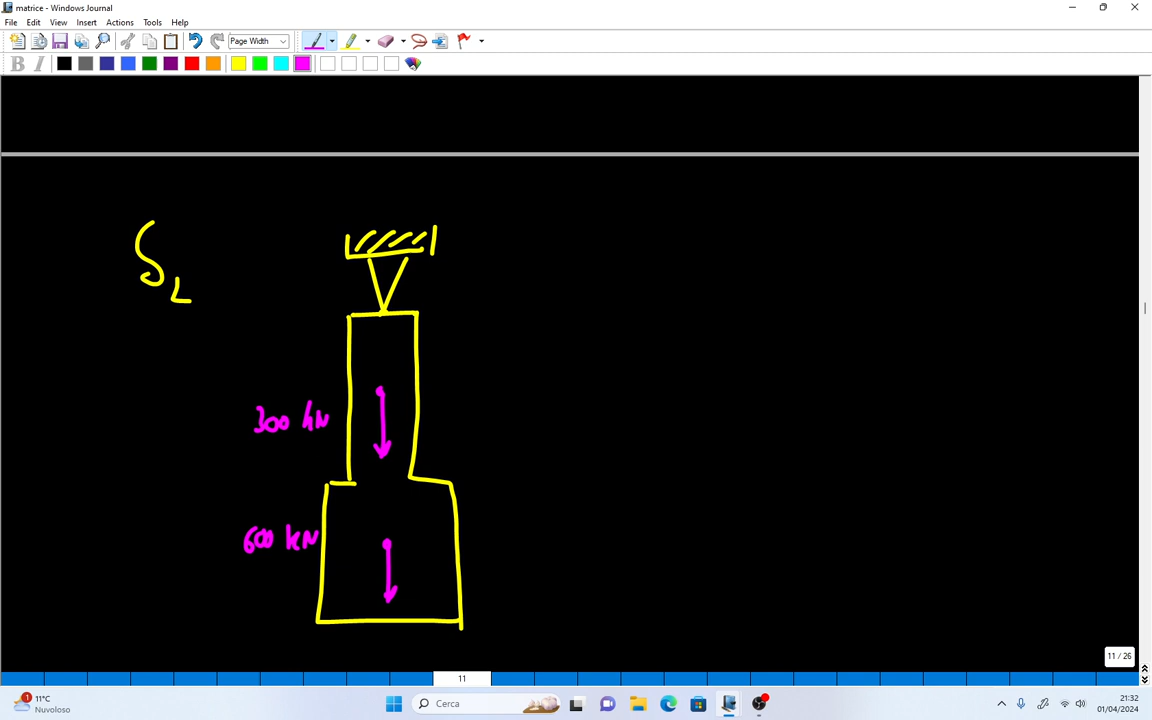 matrice - Windows Journal
File Edit View Insert Actions Tools Help
Page Width
B I
S L
300 kN
600 kN
11 / 26
11
11°C
Nuvoloso
1
Cerca
21:32
01/04/2024